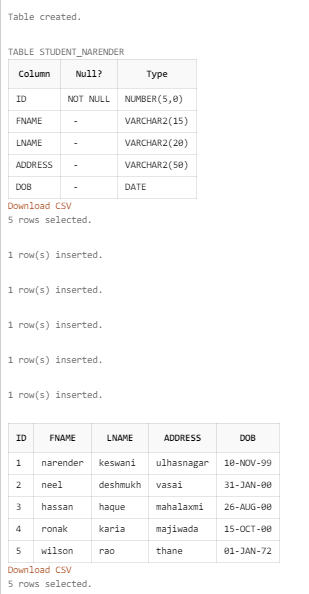 Table created.
TABLE STUDENT_NARENDER
Column Null? Type
ID NOT NULL NUMBER(5,0)
FNAME - VARCHAR2(15)
LNAME - VARCHAR2(20)
ADDRESS - VARCHAR2(50)
DOB - DATE
Download CSV
5 rows selected.
1 row(s) inserted.
1 row(s) inserted.
1 row(s) inserted.
1 row(s) inserted.
1 row(s) inserted.
ID FNAME LNAME ADDRESS DOB
1 narender keswani ulhasnagar 10-NOV-99
2 neel deshmukh vasai 31-JAN-00
3 hassan haque mahalaxmi 26-AUG-00
4 ronak karia majiwada 15-OCT-00
5 wilson rao thane 01-JAN-72
Download CSV
5 rows selected.